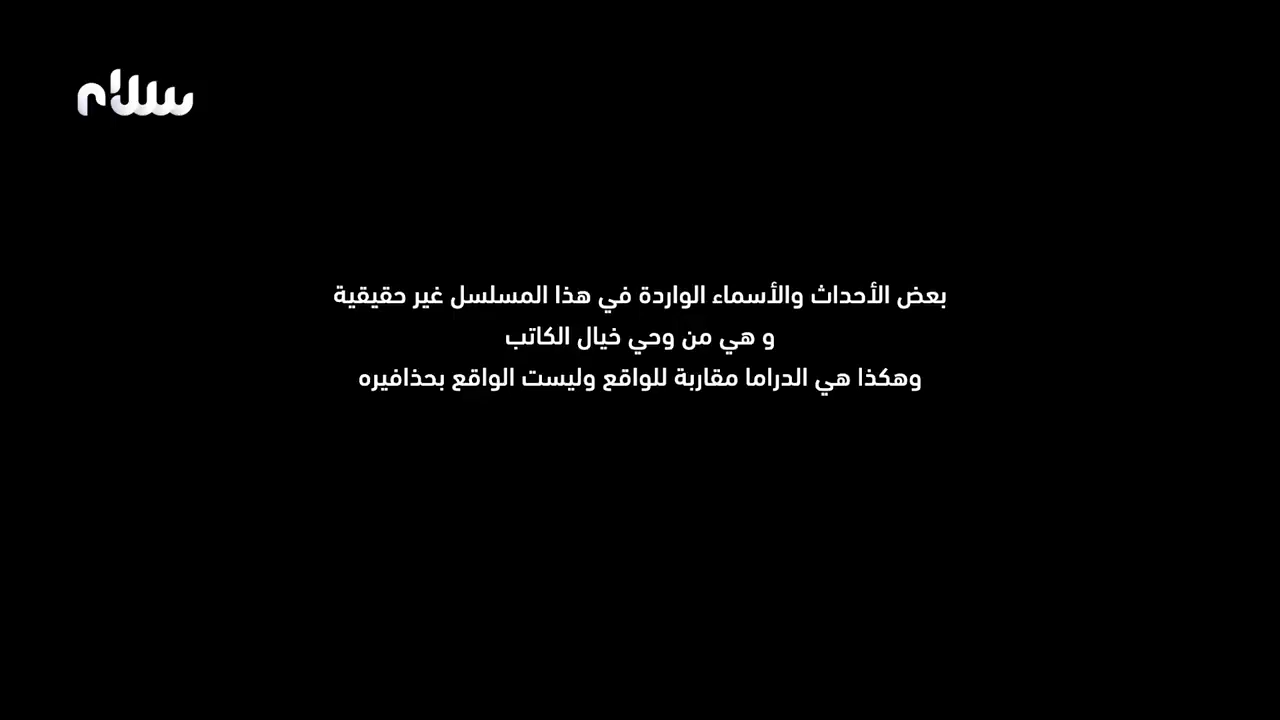 سلام
بعض الأحداث والأسماء الواردة في هذا المسلسل غير حقيقية
و هي من وحي خيال الكاتب
وهكذا هي الدراما مقاربة للواقع وليست الواقع بحذافيره